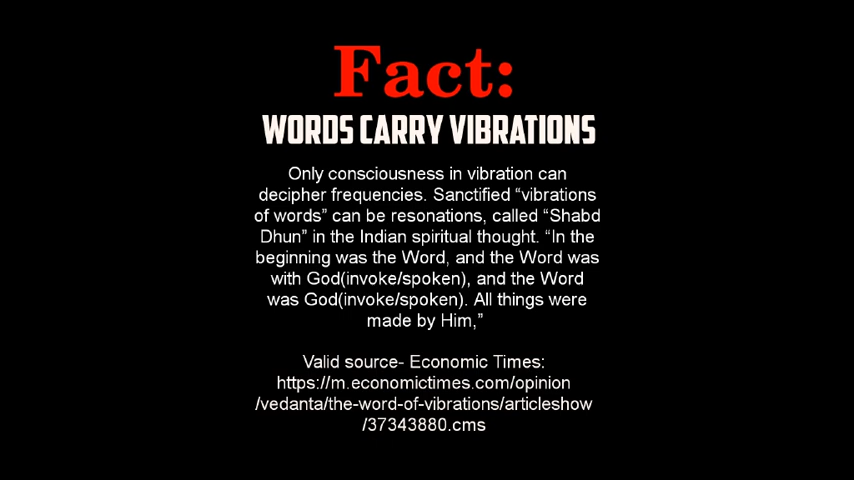 Fact:
WORDS CARRY VIBRATIONS
Only consciousness in vibration can
decipher frequencies. Sanctified “vibrations
of words” can be resonations, called “Shabd
Dhun” in the Indian spiritual thought. “In the
beginning was the Word, and the Word was
with God(invoke/spoken), and the Word
was God(invoke/spoken). All things were
made by Him,”
Valid source- Economic Times:
https://m.economictimes.com/opinion
/vedanta/the-word-of-vibrations/articleshow
/37343880.cms